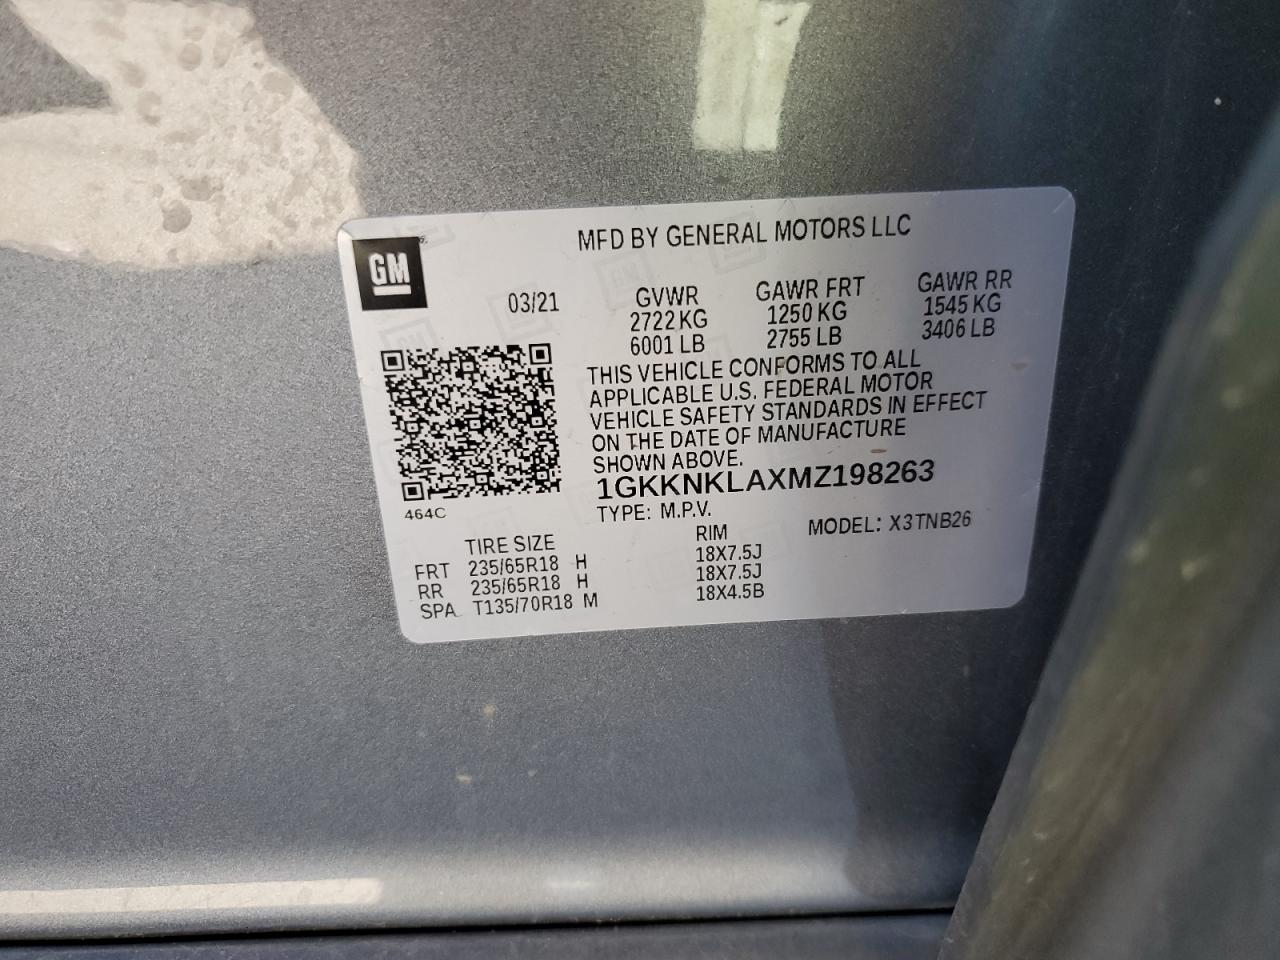 GM
MFD BY GENERAL MOTORS LLC
03/21
GVWR GAWR FRT GAWR RR
2722 KG 1250 KG 1545 KG
6001 LB 2755 LB 3406 LB
THIS VEHICLE CONFORMS TO ALL
APPLICABLE U.S. FEDERAL MOTOR
VEHICLE SAFETY STANDARDS IN EFFECT
ON THE DATE OF MANUFACTURE
SHOWN ABOVE.
1GKKNKLAXMZ198263
464C
TYPE: M.P.V. MODEL: X3TNB26
TIRE SIZE RIM
FRT 235/65R18 H 18X7.5J
RR 235/65R18 H 18X7.5J
SPA T135/70R18 M 18X4.5B